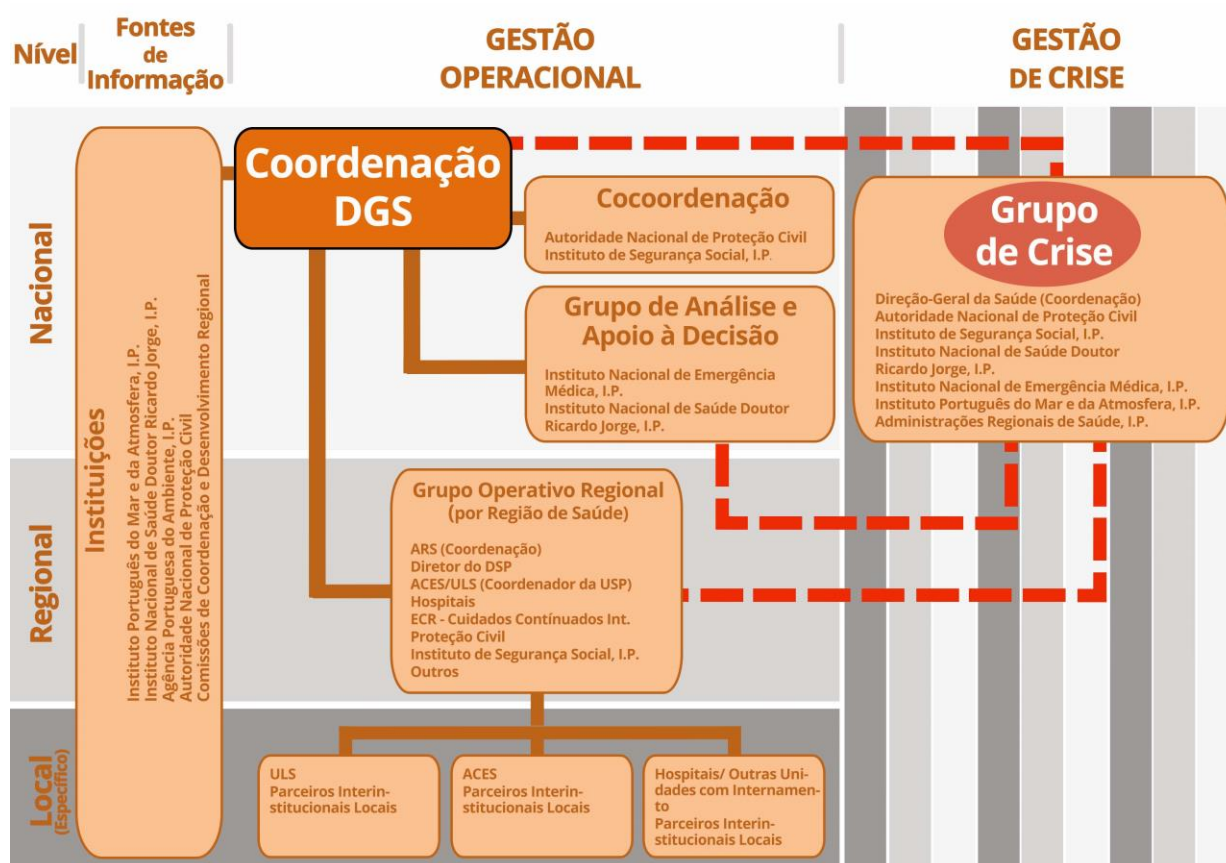 Nível
Fontes
de
Informação
GESTÃO
OPERACIONAL
GESTÃO
DE CRISE
Nacional
Regional
Local
(Específico)
Instituições
Instituto Português do Mar e da Atmosfera, I.P.
Instituto Nacional de Saúde Doutor Ricardo Jorge, I.P.
Agência Portuguesa do Ambiente, I.P.
Autoridade Nacional de Proteção Civil
Comissões de Coordenação e Desenvolvimento Regional
Coordenação
DGS
Cocoordenação
Autoridade Nacional de Proteção Civil
Instituto de Segurança Social, I.P.
Grupo de Análise e
Apoio à Decisão
Instituto Nacional de Emergência
Médica, I.P.
Instituto Nacional de Saúde Doutor
Ricardo Jorge, I.P.
Grupo
de Crise
Direção-Geral da Saúde (Coordenação)
Autoridade Nacional de Proteção Civil
Instituto de Segurança Social, I.P.
Instituto Nacional de Saúde Doutor
Ricardo Jorge, I.P.
Instituto Nacional de Emergência Médica, I.P.
Instituto Português do Mar e da Atmosfera, I.P.
Administrações Regionais de Saúde, I.P.
Grupo Operativo Regional
(por Região de Saúde)
ARS (Coordenação)
Diretor do DSP
ACES/ULS (Coordenador da USP)
Hospitais
ECR - Cuidados Contínuados Int.
Proteção Civil
Instituto de Segurança Social, I.P.
Outros
ULS
Parceiros Interin-
stitucionais Locais
ACES
Parceiros Interin-
stitucionais Locais
Hospitais/ Outras Uni-
dades com Internamen-
to
Parceiros Interin-
stitucionais Locais